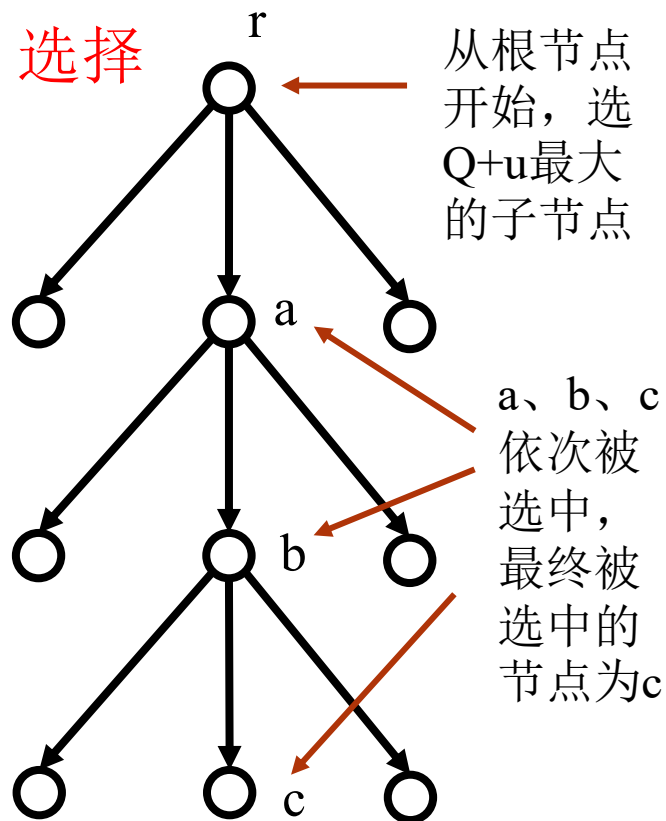 选择
r
从根节点
开始，选
Q+u最大
的子节点
a
a、b、c
依次被
选中，
最终被
选中的
节点为c
b
c